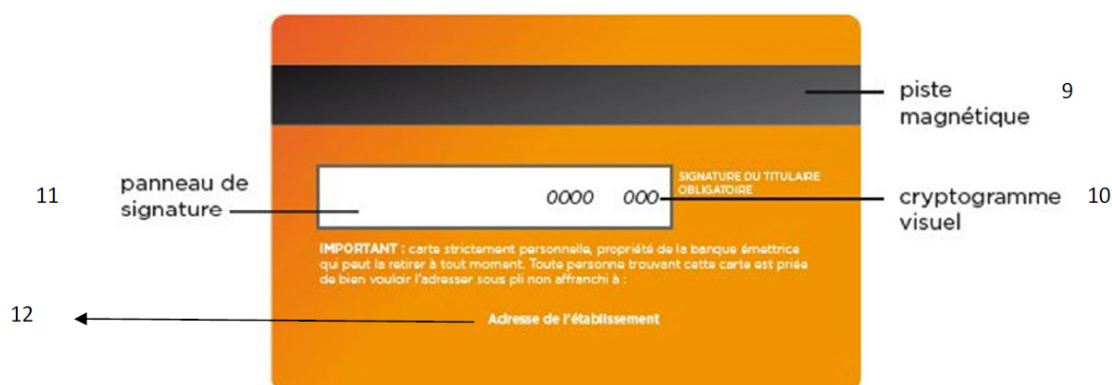 piste 9
magnétique
SIGNATURE DU TITULAIRE
OBLIGATOIRE
11 panneau de
signature
0000 000
cryptogramme 10
visuel
IMPORTANT : carte strictement personnelle, propriété de la banque émettrice
qui peut la retirer à tout moment. Toute personne trouvant cette carte est priée
de bien vouloir l'adresser sous pli non affranchi à :
12 Adresse de l'établissement